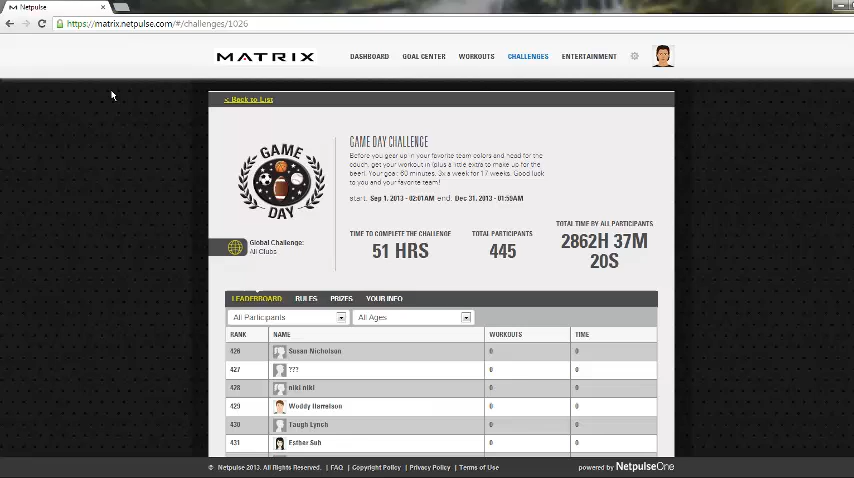 Netpulse
https://matrix.netpulse.com/#/challenges/1026
MATRIX
DASHBOARD
GOAL CENTER
WORKOUTS
CHALLENGES
ENTERTAINMENT
< Back to List
GAME
DAY
GAME DAY CHALLENGE
Before you gear up in your favorite team colors and head for the
couch, get your workout in (plus a little extra to make up for the
beer). Your goal: 60 minutes, 3x a week for 17 weeks. Good luck
to you and your favorite team!
start: Sep 1, 2013 - 02:01AM end: Dec 31, 2013 - 01:59AM
Global Challenge:
All Clubs
TIME TO COMPLETE THE CHALLENGE
51 HRS
TOTAL PARTICIPANTS
445
TOTAL TIME BY ALL PARTICIPANTS
2862H 37M
20S
LEADERBOARD RULES PRIZES YOUR INFO
All Participants All Ages
RANK NAME WORKOUTS TIME
426 Susan Nicholson 0 0
427 ??? 0 0
428 niki niki 0 0
429 Woddy Harrelson 0 0
430 Taugh Lynch 0 0
431 Esther Suh 0 0
© Netpulse 2013. All Rights Reserved. | FAQ | Copyright Policy | Privacy Policy | Terms of Use
powered by NetpulseOne